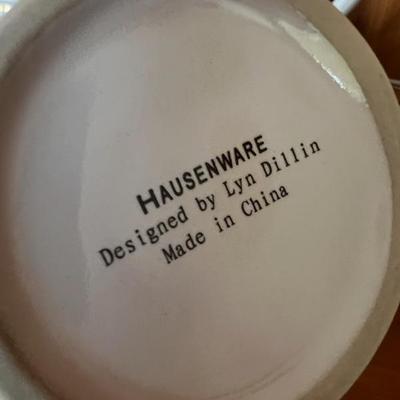 HAUSENWARE
Designed by Lyn Dillin
Made in China